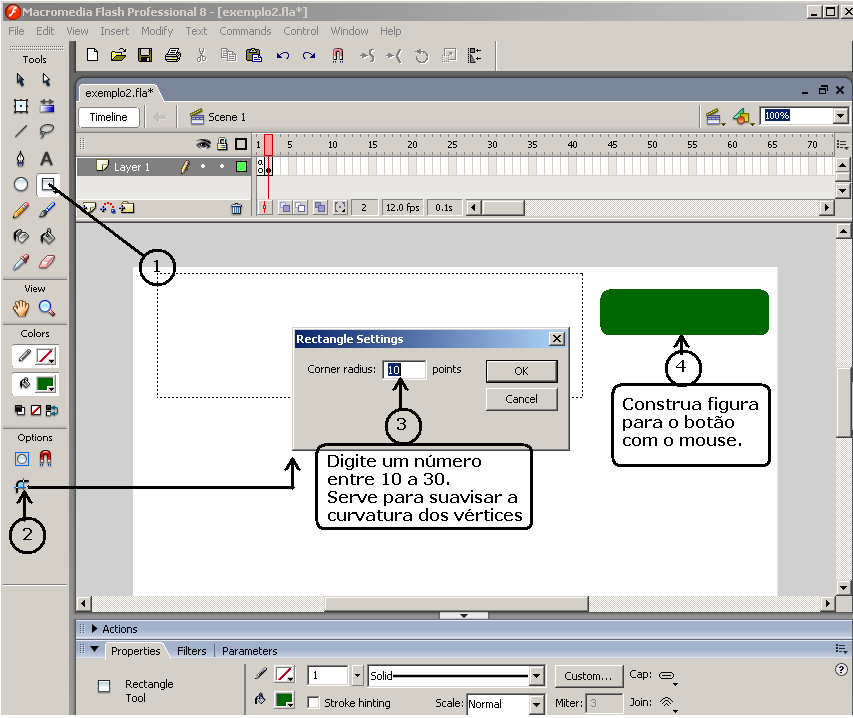 Macromedia Flash Professional 8 - [exemplo2.fla*]
File Edit View Insert Modify Text Commands Control Window Help
Tools
exemplo2.fla*
Timeline
Scene 1
100%
1 5 10 15 20 25 30 35 40 45 50 55 60 65 70
Layer 1
2 12.0 fps 0.1s
1
View
Colors
Options
2
Rectangle Settings
Corner radius: 10 points
OK
Cancel
3
Digite um número
entre 10 a 30.
Serve para suavisar a
curvatura dos vértices
4
Construa figura
para o botão
com o mouse.
Actions
Properties Filters Parameters
Rectangle
Tool
1 Solid Custom... Cap:
Stroke hinting Scale: Normal Miter: 3 Join: